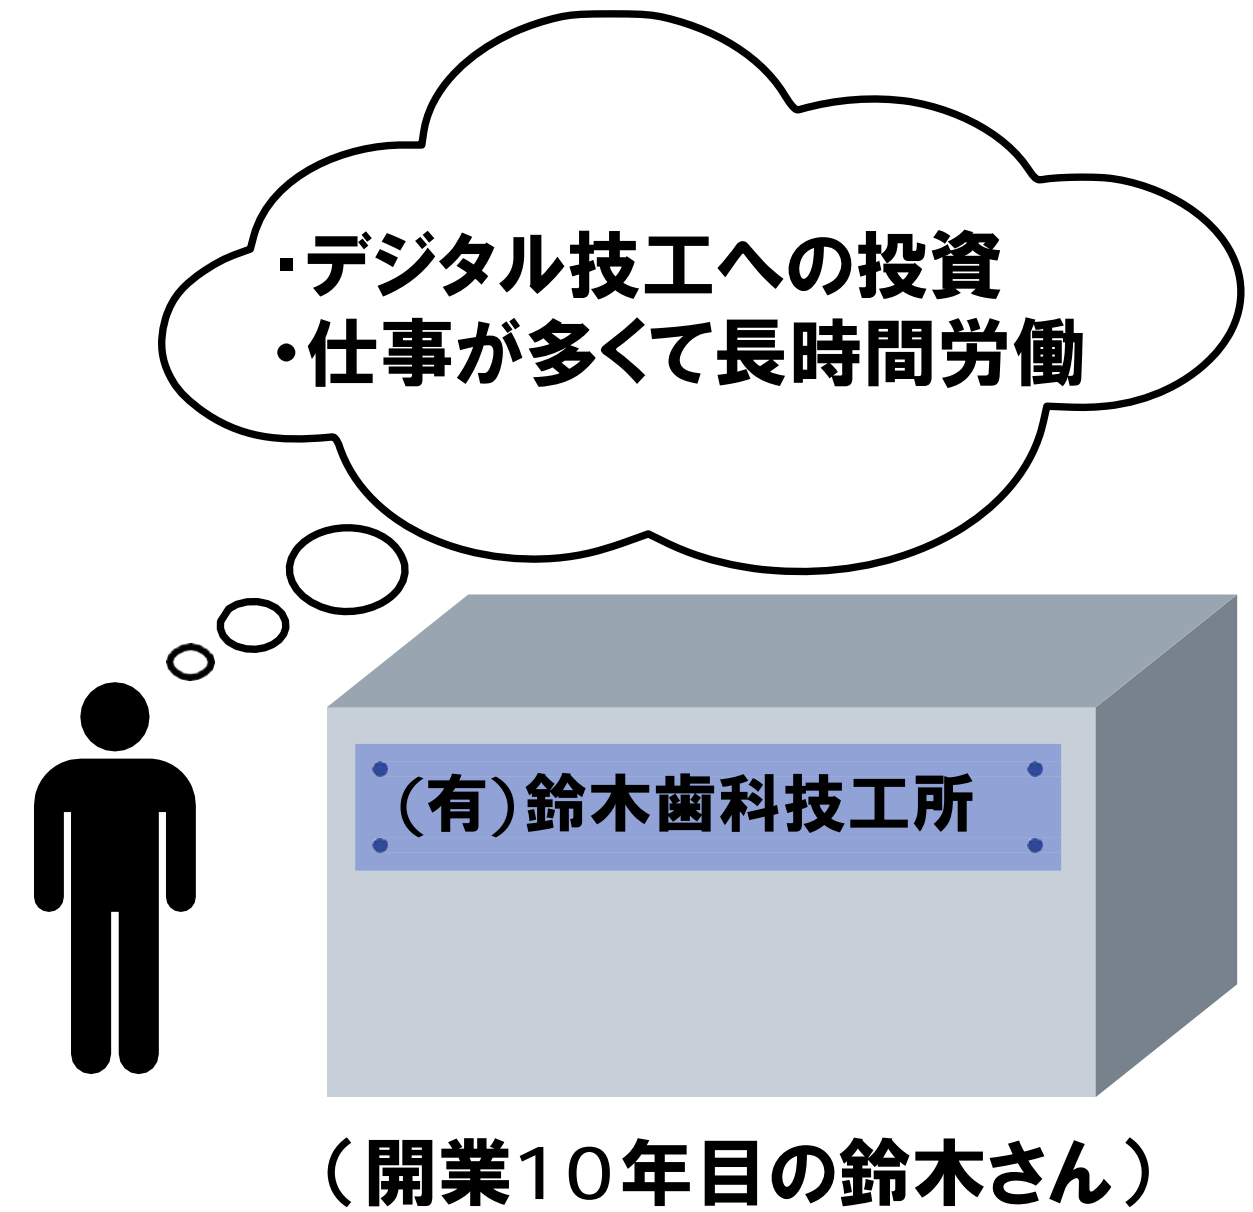 ・デジタル技工への投資
・仕事が多くて長時間労働
(有)鈴木歯科技工所
（開業10年目の鈴木さん）